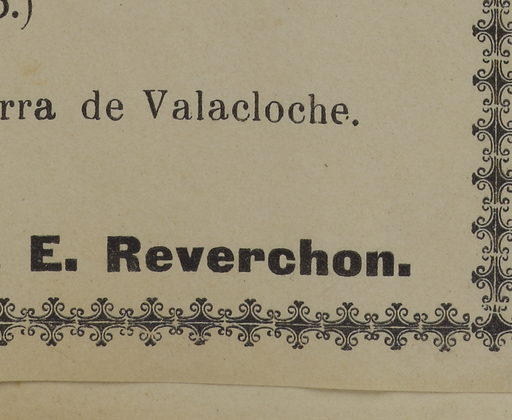 .)
rra de Valacloche.
E. Reverchon.